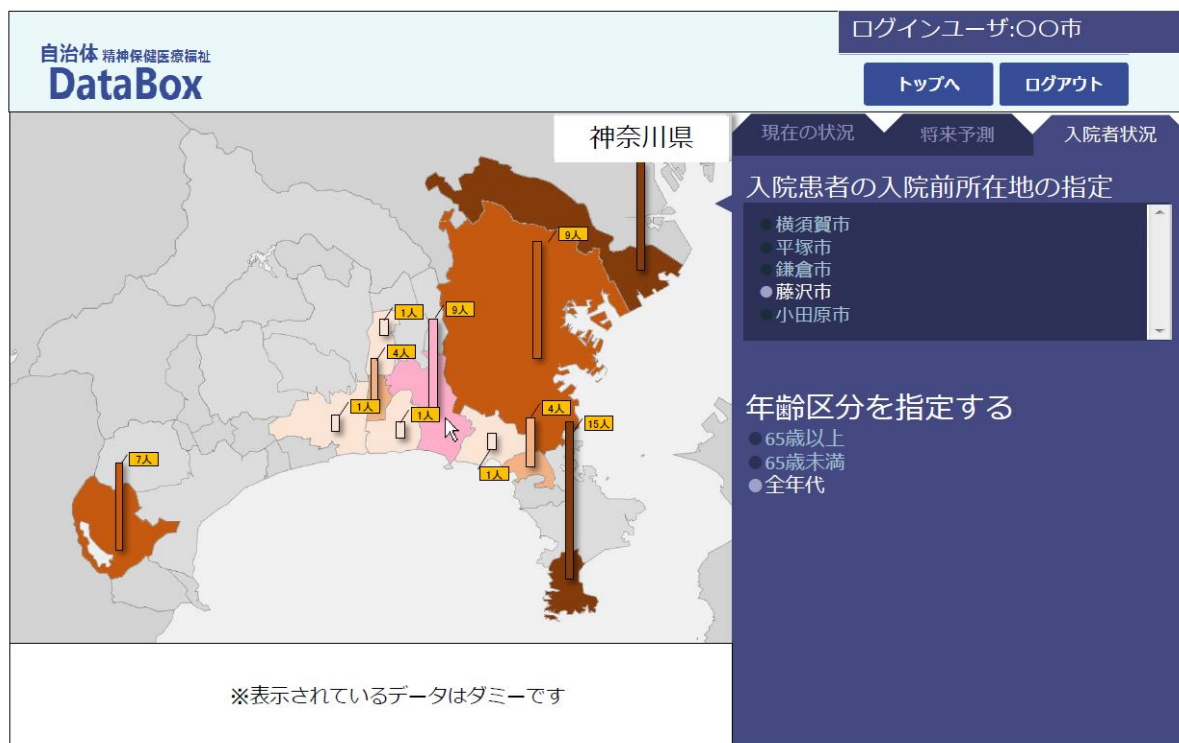 ログインユーザ:〇〇市
自治体 精神保健医療福祉
DataBox
トップへ
ログアウト
神奈川県
現在の状況
将来予測
入院者状況
入院患者の入院前所在地の指定
横須賀市
平塚市
鎌倉市
藤沢市
小田原市
年齢区分を指定する
65歳以上
65歳未満
全年代
9人
1人
9人
4人
1人
1人
4人
15人
1人
7人
※表示されているデータはダミーです